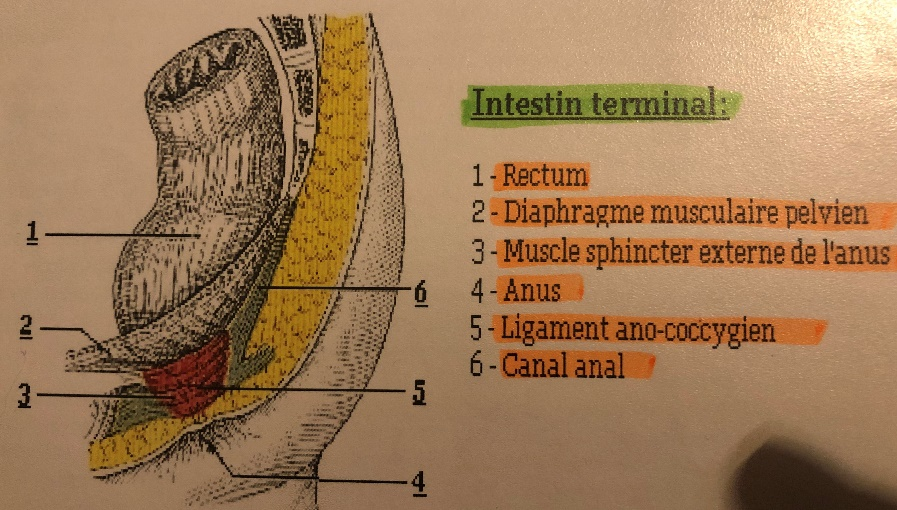 Intestin terminal:
1 - Rectum
2 - Diaphragme musculaire pelvien
3 - Muscle sphincter externe de l'anus
4 - Anus
5 - Ligament ano-coccygien
6 - Canal anal
1
6
2
3
5
4